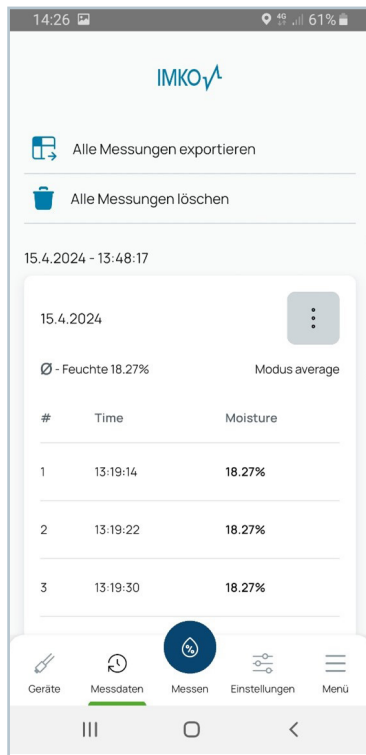 14:26 4G 61%
IMKO
Alle Messungen exportieren
Alle Messungen löschen
15.4.2024 - 13:48:17
15.4.2024
Ø - Feuchte 18.27% Modus average
# Time Moisture
1 13:19:14 18.27%
2 13:19:22 18.27%
3 13:19:30 18.27%
%
Geräte Messdaten Messen Einstellungen Menü